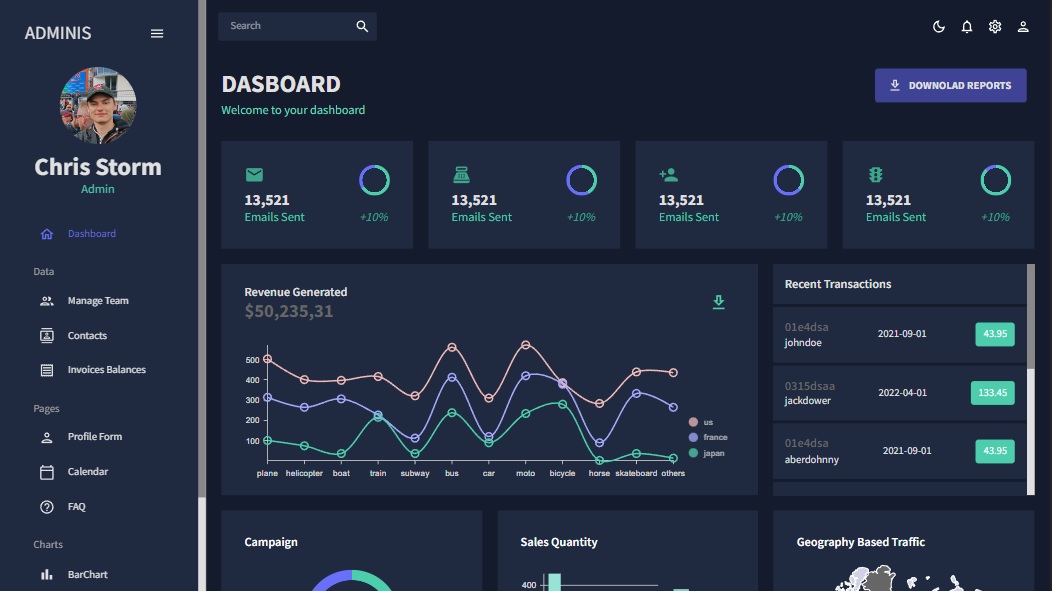 ADMINIS
Search
Chris Storm
Admin
Dashboard
Data
Manage Team
Contacts
Invoices Balances
Pages
Profile Form
Calendar
FAQ
Charts
BarChart
DASBOARD
Welcome to your dashboard
DOWNOLAD REPORTS
13,521
Emails Sent
+10%
13,521
Emails Sent
+10%
13,521
Emails Sent
+10%
13,521
Emails Sent
+10%
Revenue Generated
$50,235,31
500
400
300
200
100
plane helicopter boat train subway bus car moto bicycle horse skateboard others
us
france
japan
Recent Transactions
01e4dsa
johndoe
2021-09-01
43.95
0315dsaa
jackdower
2022-04-01
133.45
01e4dsa
aberdohnny
2021-09-01
43.95
Campaign
Sales Quantity
400
Geography Based Traffic